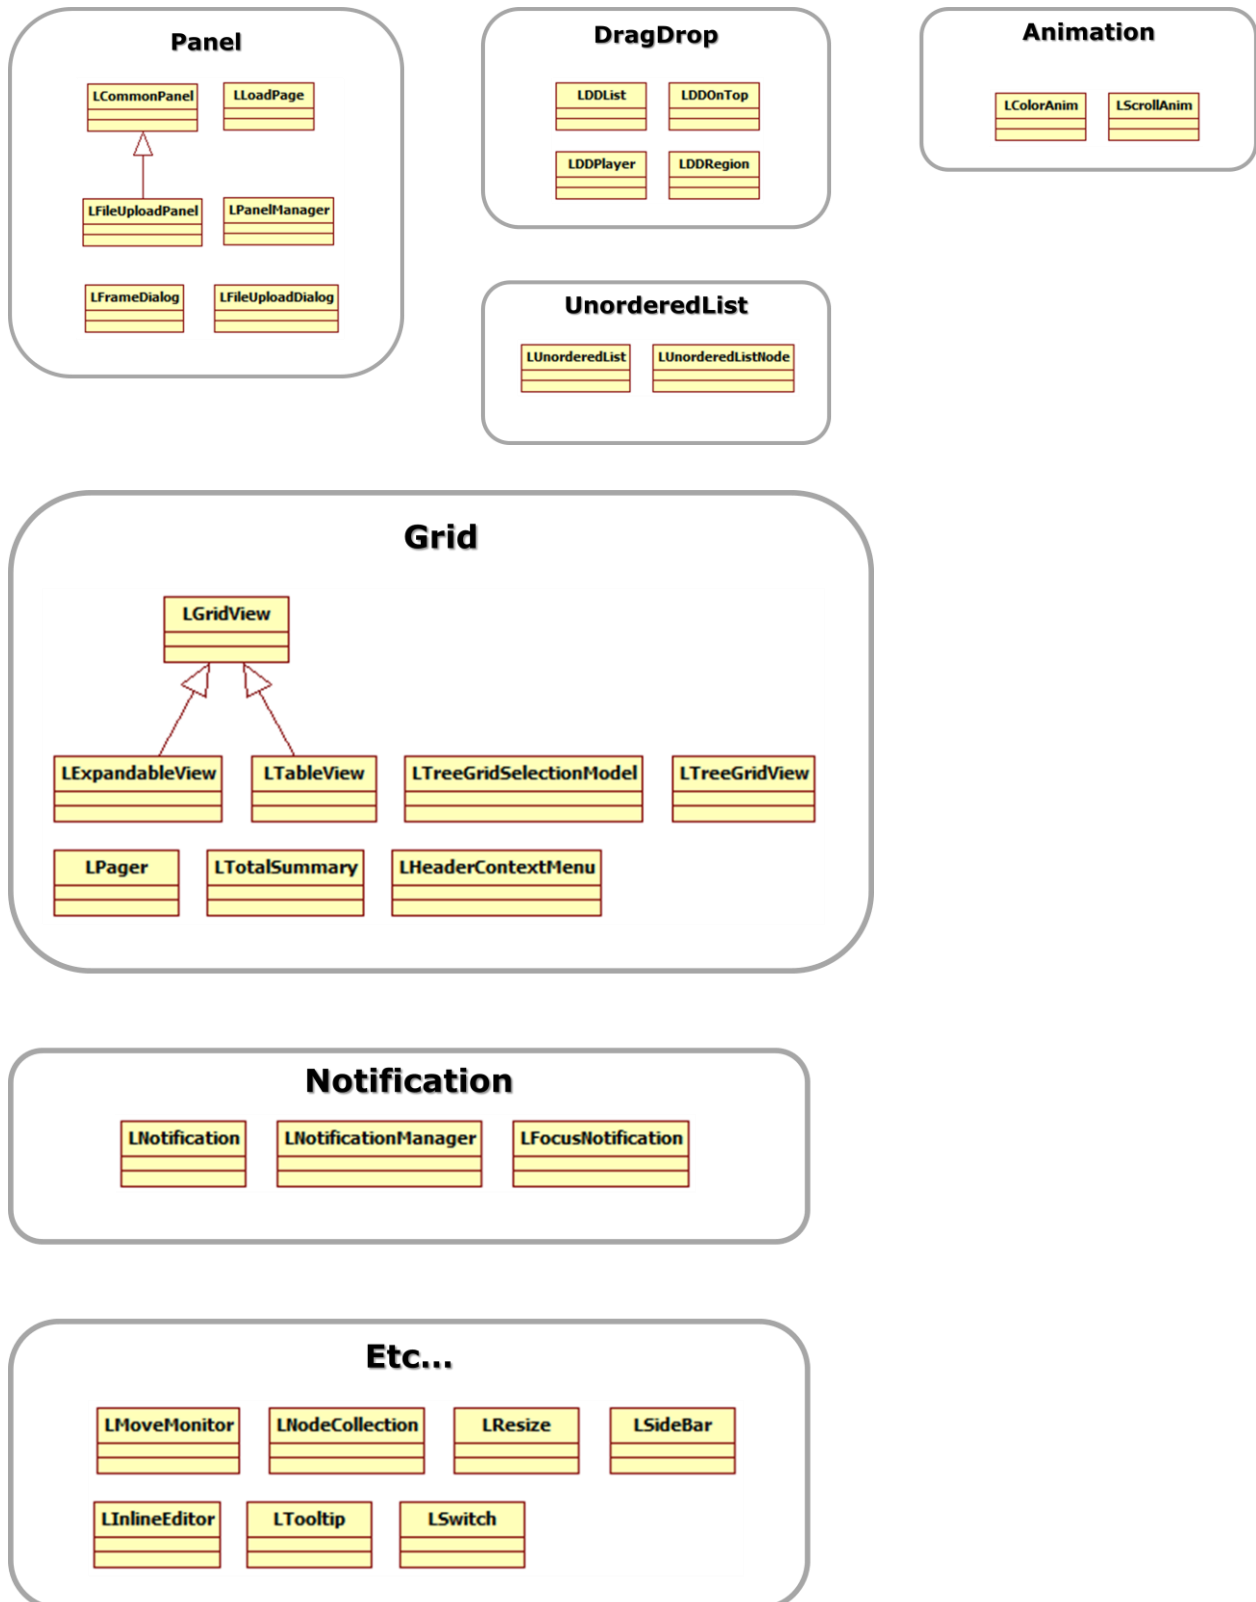 Panel
LCommonPanel
LLoadPage
LFileUploadPanel
LPanelManager
LFrameDialog
LFileUploadDialog
DragDrop
LDDList
LDDOnTop
LDDPlayer
LDDRegion
Animation
LColorAnim
LScrollAnim
UnorderedList
LUnorderedList
LUnorderedListNode
Grid
LGridView
LExpandableView
LTableView
LTreeGridSelectionModel
LTreeGridView
LPager
LTotalSummary
LHeaderContextMenu
Notification
LNotification
LNotificationManager
LFocusNotification
Etc...
LMoveMonitor
LNodeCollection
LResize
LSideBar
LInlineEditor
LTooltip
LSwitch